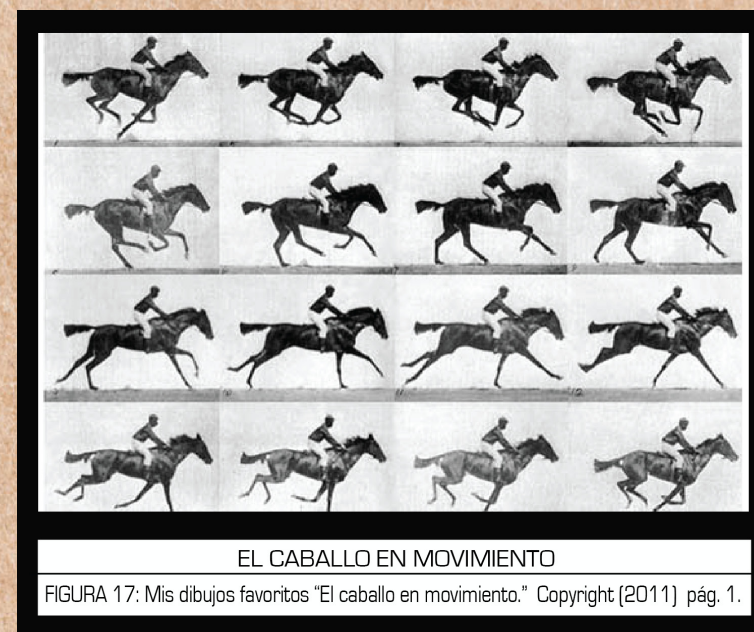 EL CABALLO EN MOVIMIENTO
FIGURA 17: Mis dibujos favoritos “El caballo en movimiento.” Copyright (2011) pág. 1.